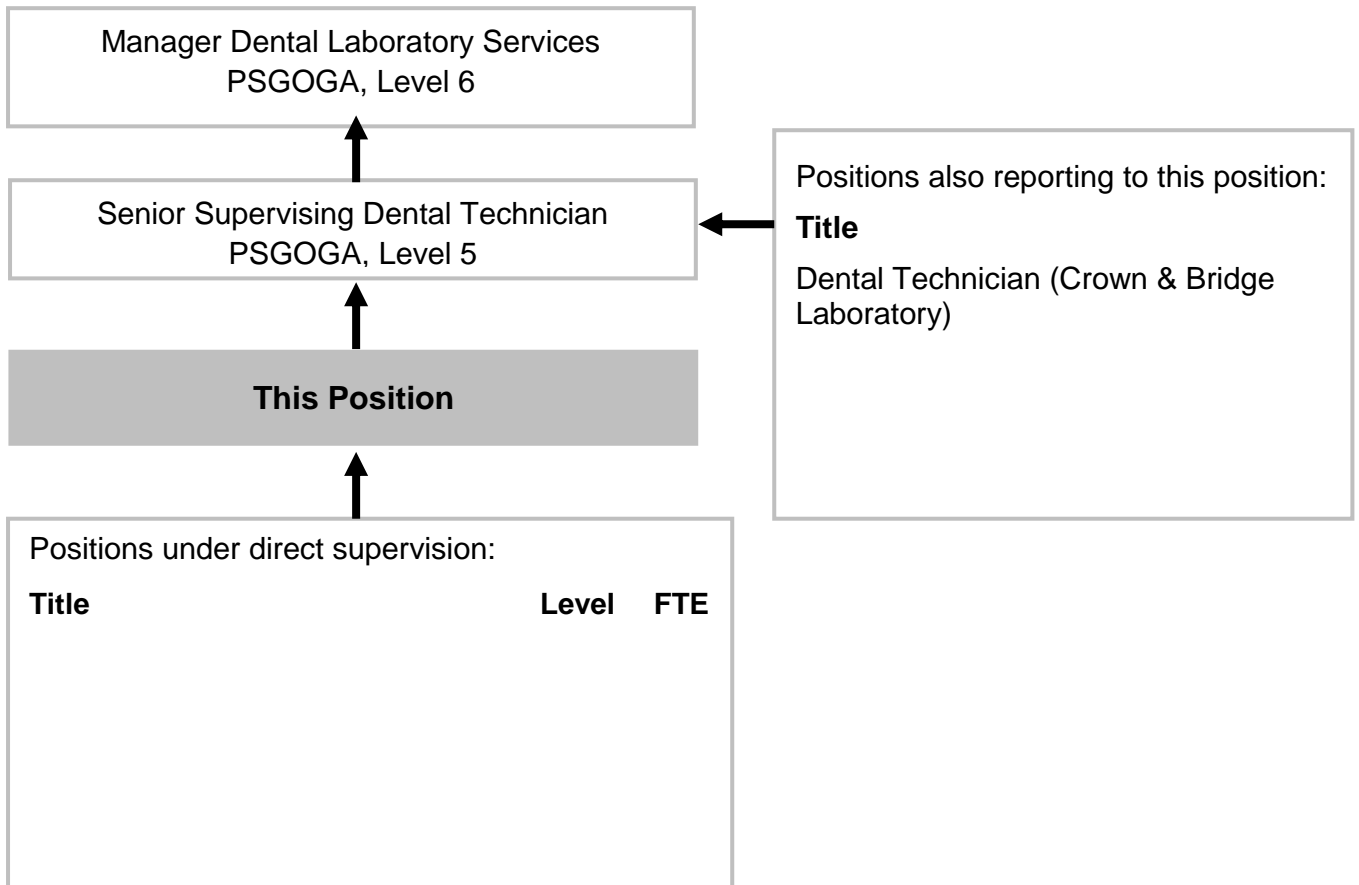 Manager Dental Laboratory Services
PSGOGA, Level 6
Senior Supervising Dental Technician
PSGOGA, Level 5
Positions also reporting to this position:
Title
Dental Technician (Crown & Bridge
Laboratory)
This Position
Positions under direct supervision:
Title Level FTE